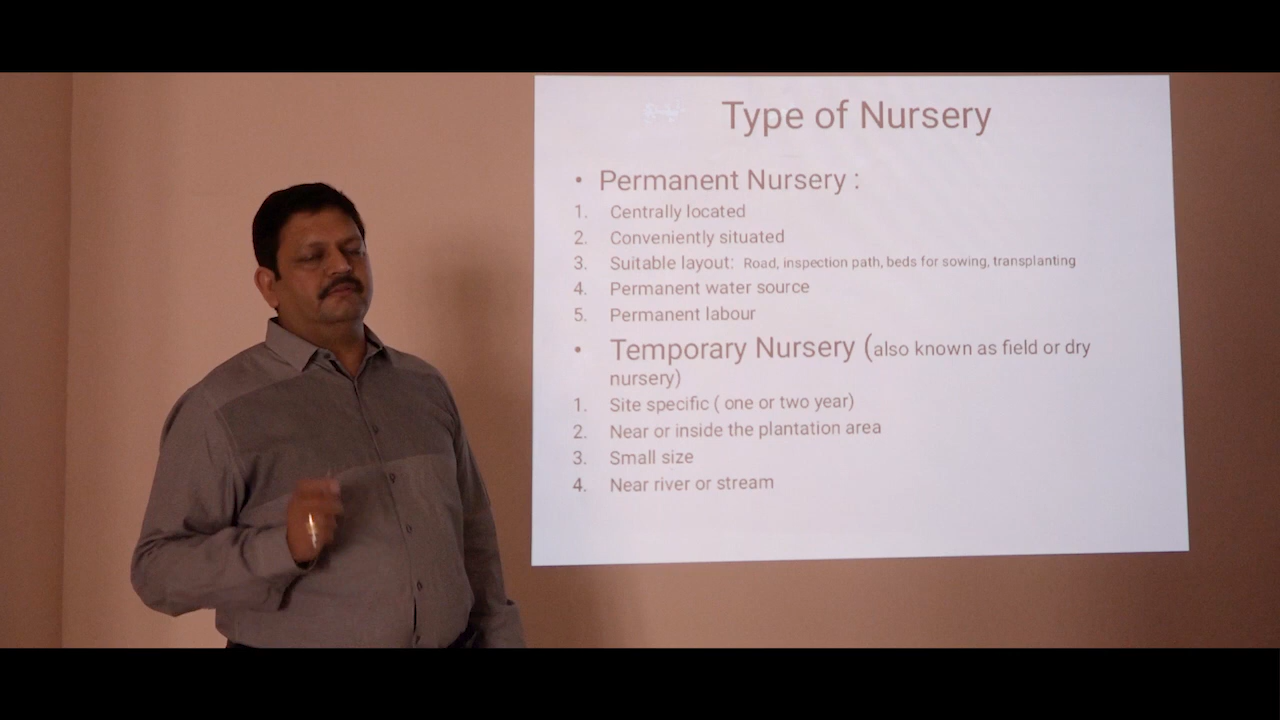 Type of Nursery
• Permanent Nursery :
1. Centrally located
2. Conveniently situated
3. Suitable layout: Road, inspection path, beds for sowing, transplanting
4. Permanent water source
5. Permanent labour
• Temporary Nursery (also known as field or dry
nursery)
1. Site specific ( one or two year)
2. Near or inside the plantation area
3. Small size
4. Near river or stream